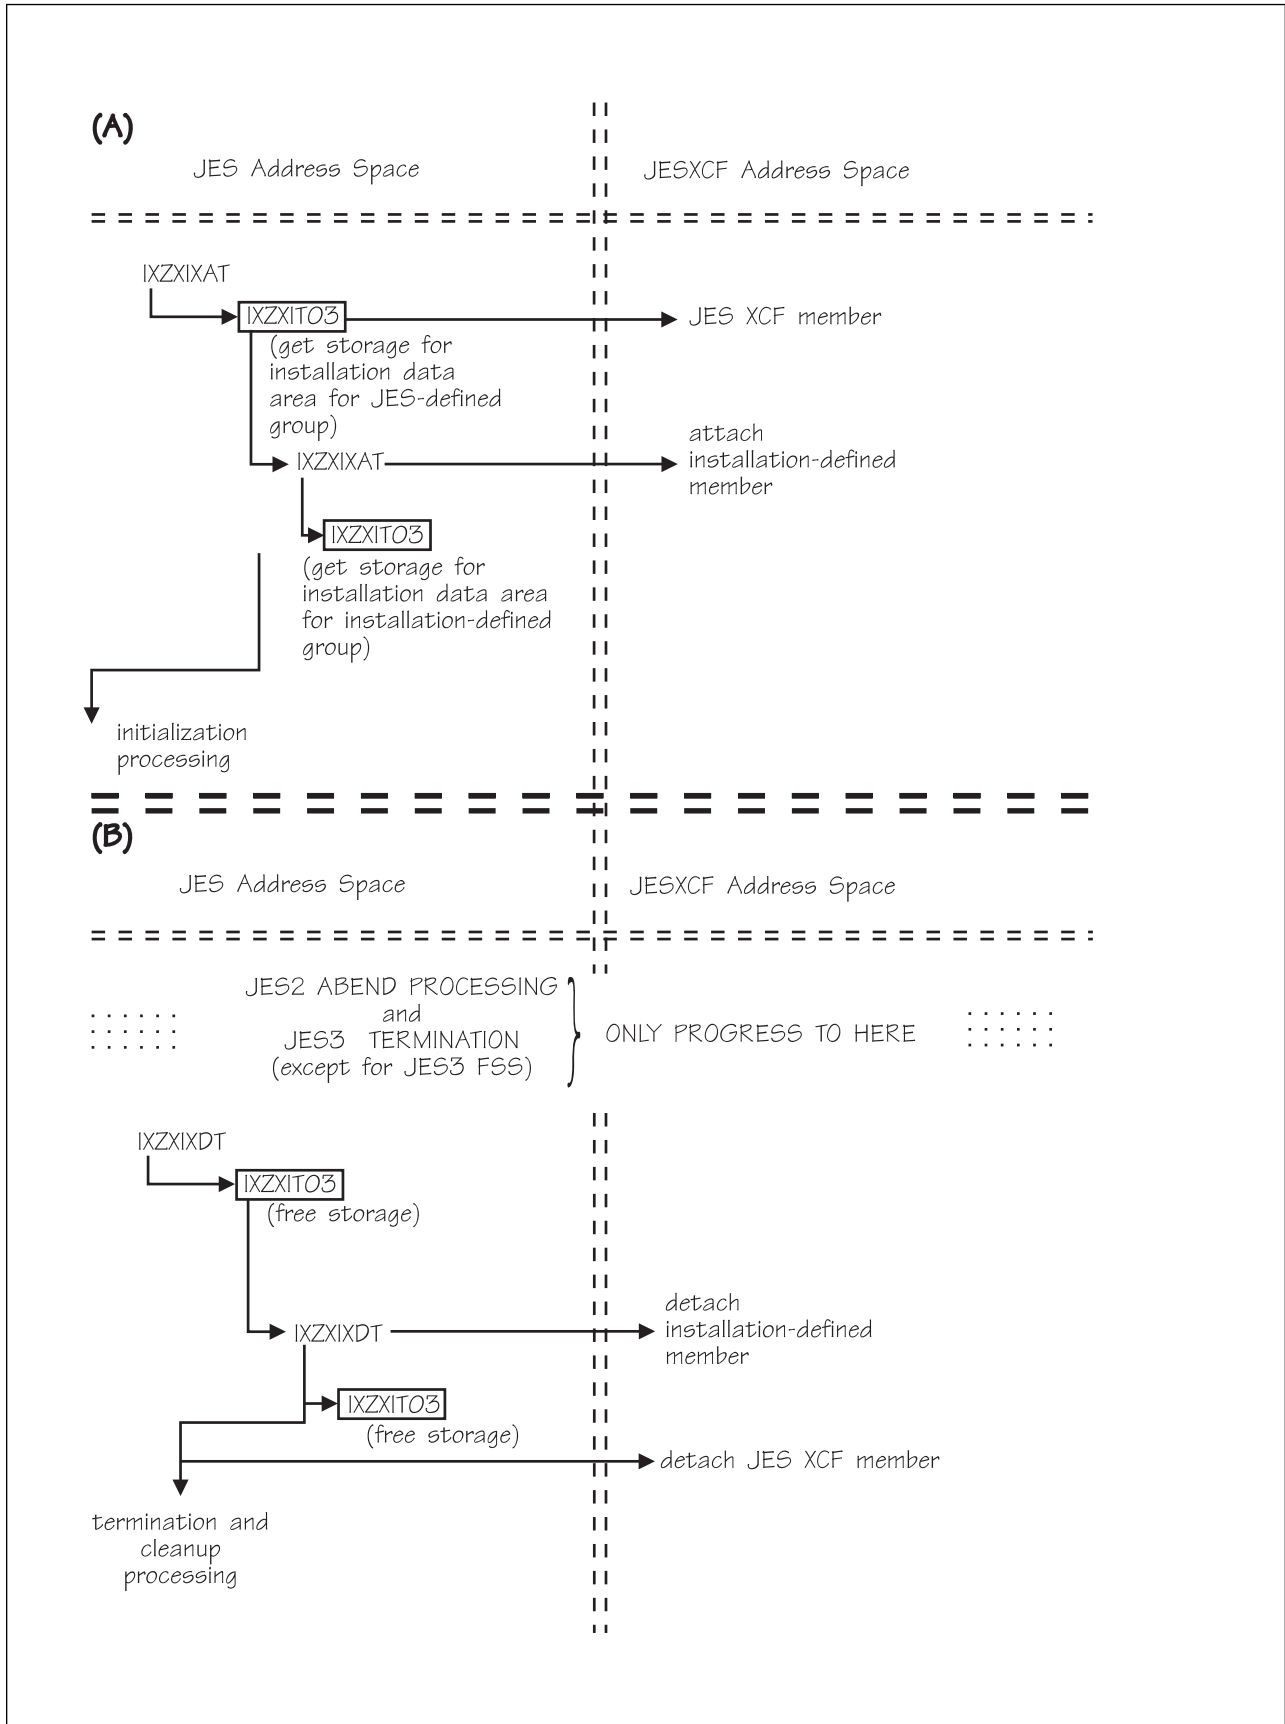 (A)
JES Address Space
JESXCF Address Space
IXZXIXAT
IXZXIT03
JES XCF member
(get storage for
installation data
area for JES-defined
group)
attach
installation-defined
member
IXZXIXAT
IXZXIT03
(get storage for
installation data area
for installation-defined
group)
initialization
processing
(B)
JES Address Space
JESXCF Address Space
JES2 ABEND PROCESSING
and
JES3 TERMINATION
(except for JES3 FSS)
ONLY PROGRESS TO HERE
IXZXIXDT
IXZXIT03
(free storage)
detach
installation-defined
member
IXZXIXDT
IXZXIT03
(free storage)
detach JES XCF member
termination and
cleanup
processing